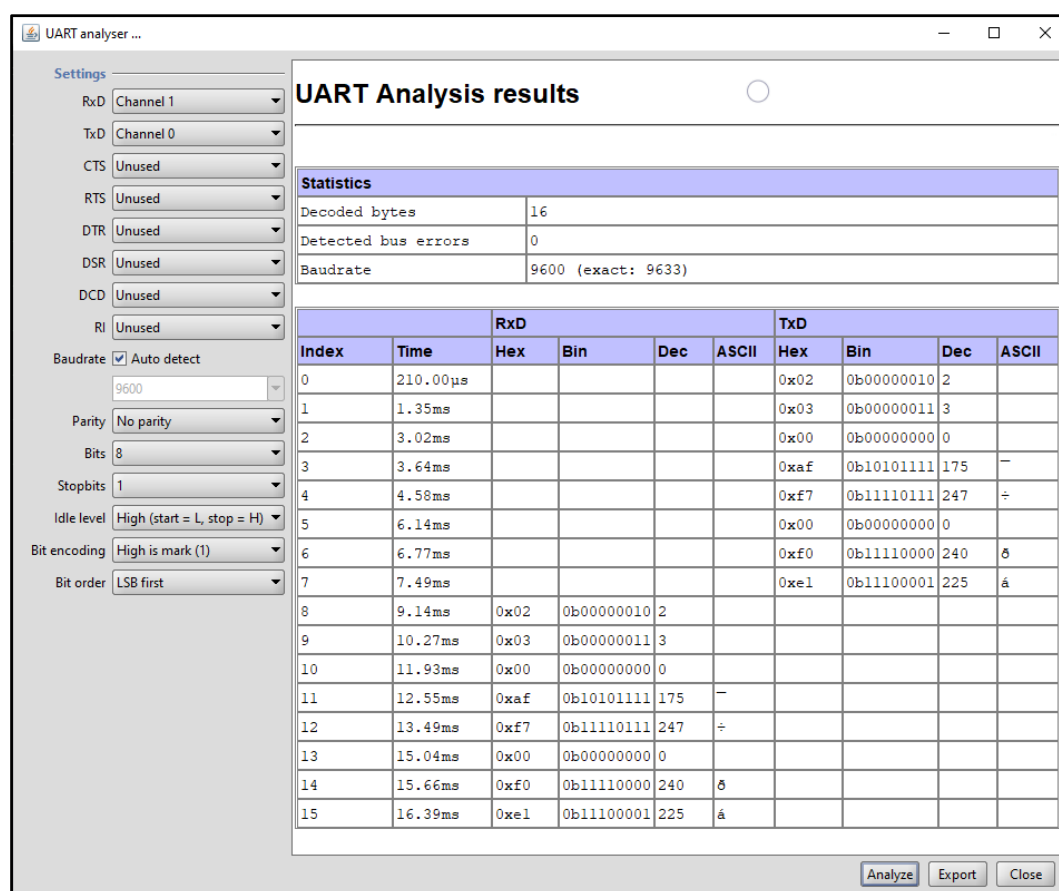 UART analyser ...
Settings
RxD Channel 1
TxD Channel 0
CTS Unused
RTS Unused
DTR Unused
DSR Unused
DCD Unused
RI Unused
Baudrate Auto detect
9600
Parity No parity
Bits 8
Stopbits 1
Idle level High (start = L, stop = H)
Bit encoding High is mark (1)
Bit order LSB first
UART Analysis results
Statistics
Decoded bytes 16
Detected bus errors 0
Baudrate 9600 (exact: 9633)
RxD TxD
Index Time Hex Bin Dec ASCII Hex Bin Dec ASCII
0 210.00µs 0x02 0b00000010 2
1 1.35ms 0x03 0b00000011 3
2 3.02ms 0x00 0b00000000 0
3 3.64ms 0xaf 0b10101111 175 ¯
4 4.58ms 0xf7 0b11110111 247 ÷
5 6.14ms 0x00 0b00000000 0
6 6.77ms 0xf0 0b11110000 240 ð
7 7.49ms 0xe1 0b11100001 225 á
8 9.14ms 0x02 0b00000010 2
9 10.27ms 0x03 0b00000011 3
10 11.93ms 0x00 0b00000000 0
11 12.55ms 0xaf 0b10101111 175 ¯
12 13.49ms 0xf7 0b11110111 247 ÷
13 15.04ms 0x00 0b00000000 0
14 15.66ms 0xf0 0b11110000 240 ð
15 16.39ms 0xe1 0b11100001 225 á
Analyze Export Close